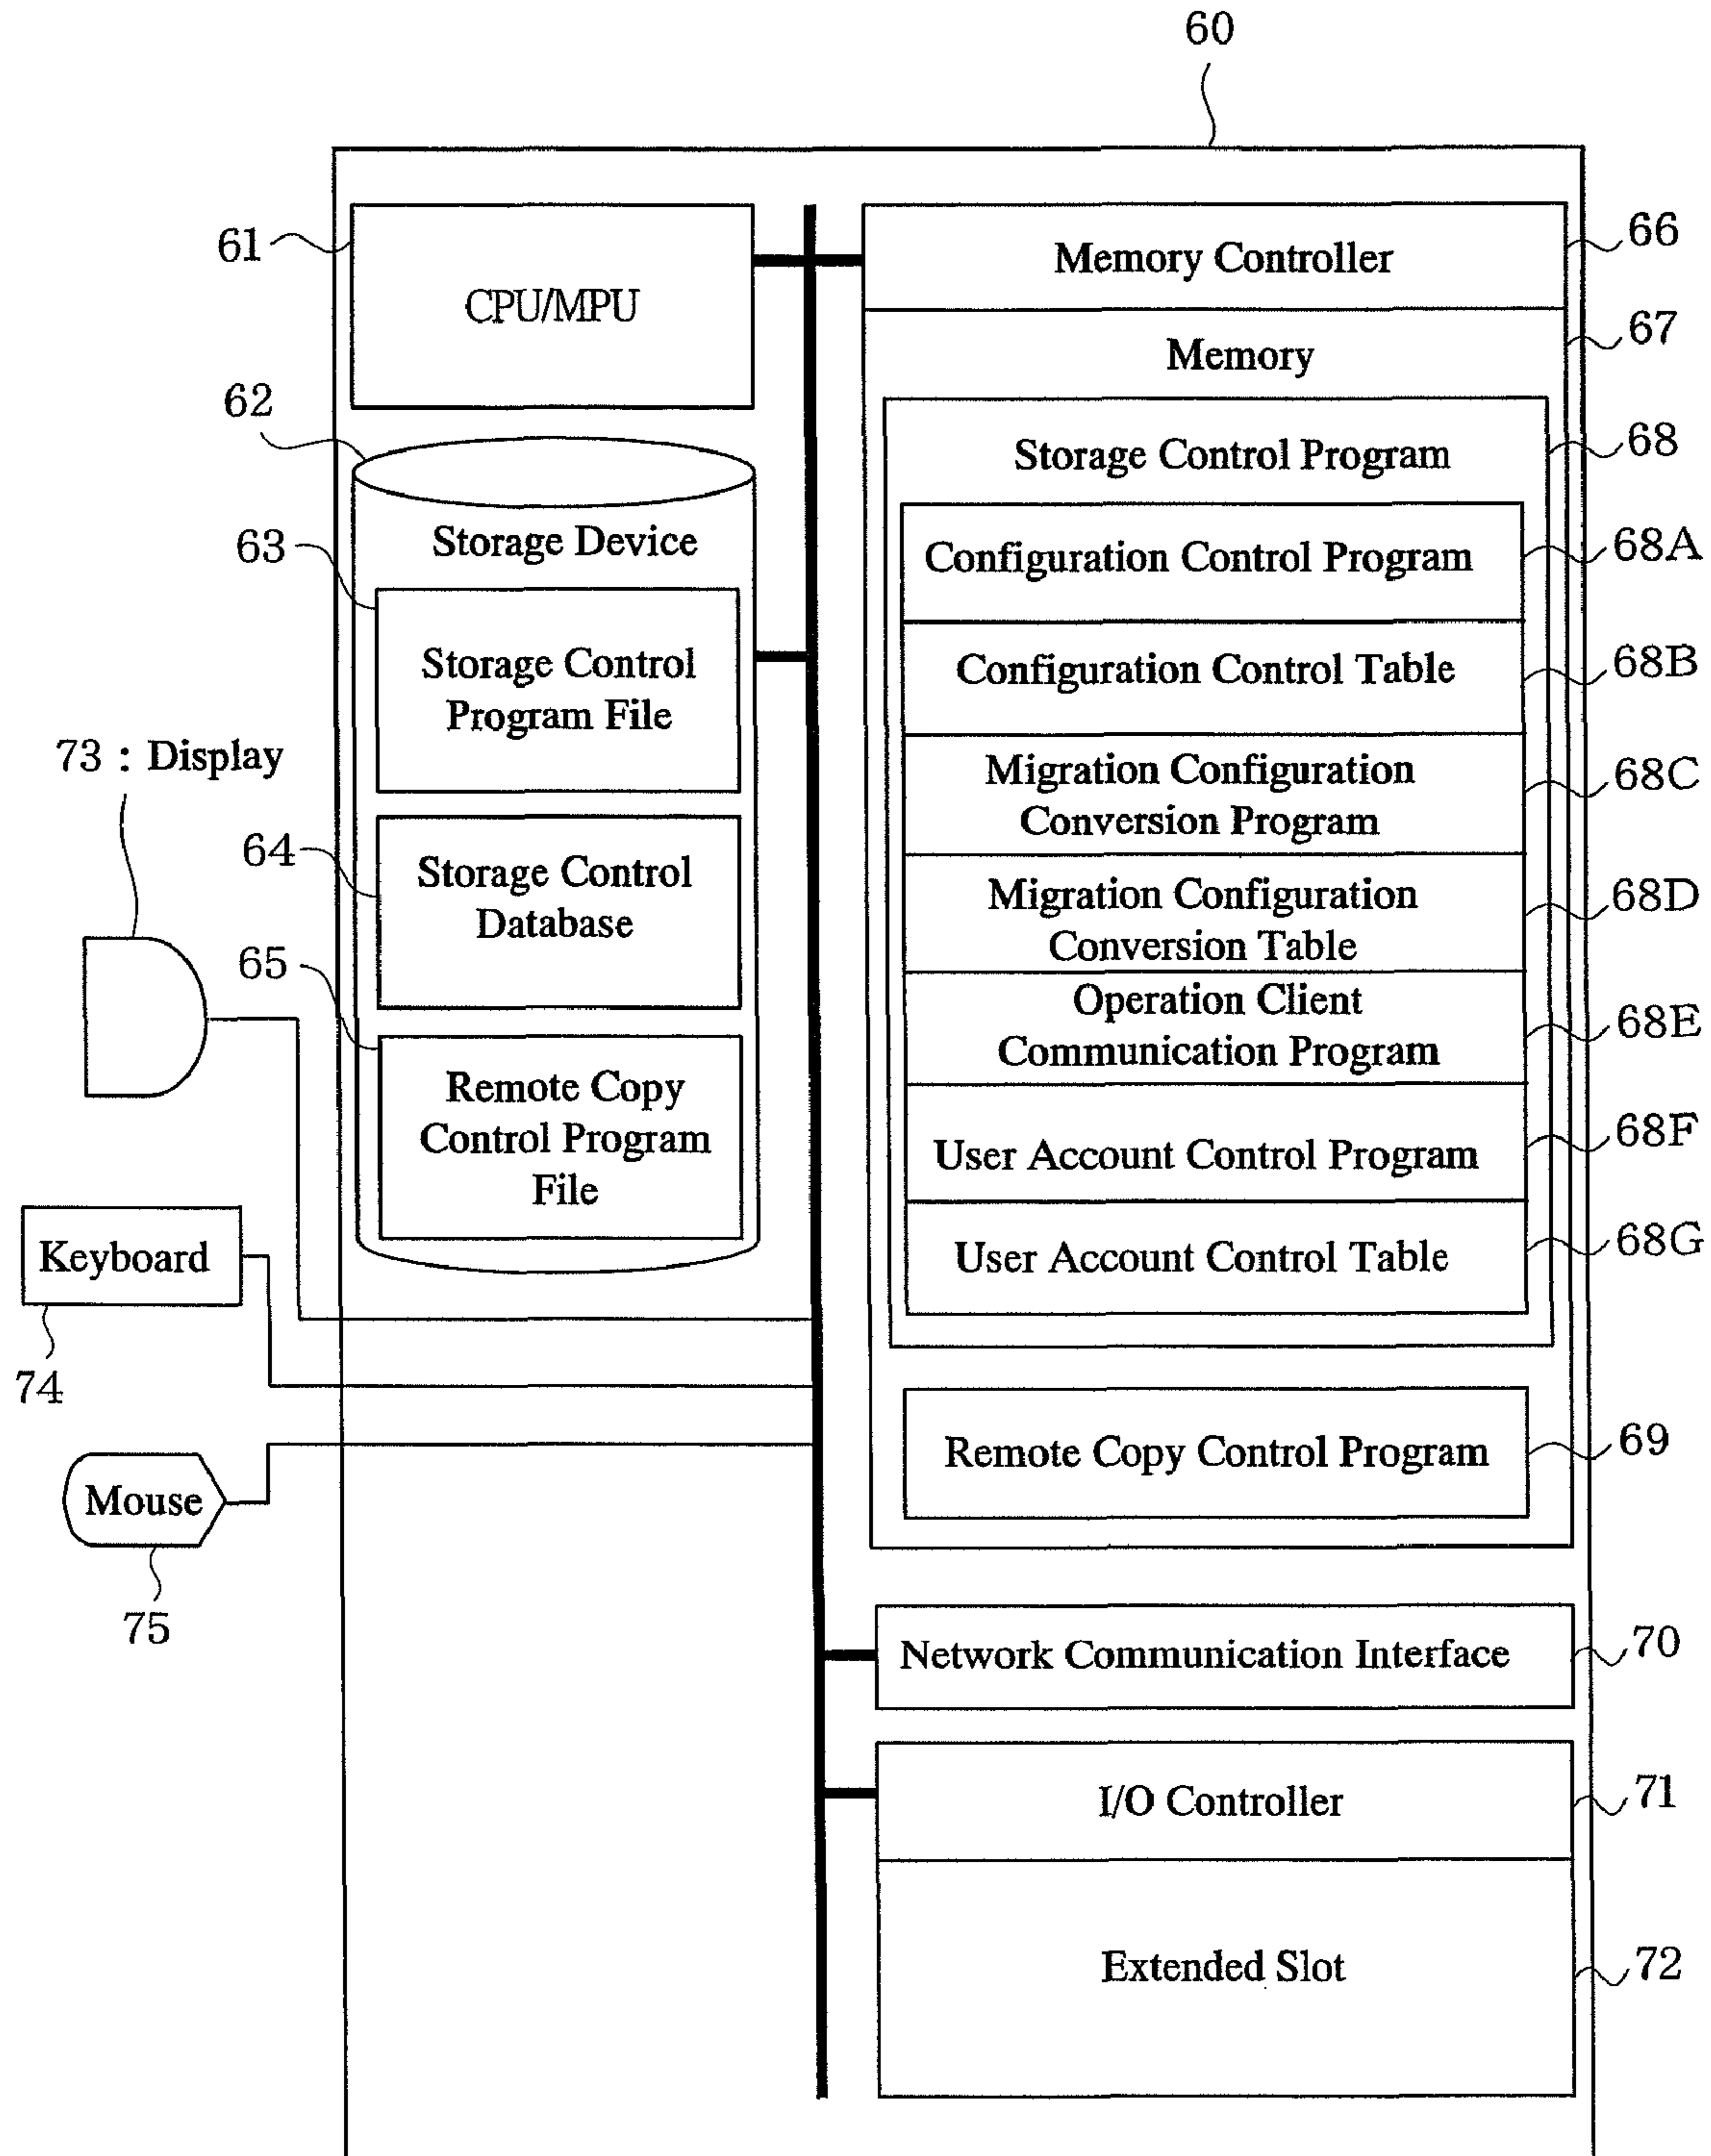 60
61
CPU/MPU
62
Storage Device
63
Storage Control
Program File
64
Storage Control
Database
65
Remote Copy
Control Program
File
73 : Display
Keyboard
74
Mouse
75
Memory Controller
66
Memory
67
Storage Control Program
68
Configuration Control Program
68A
Configuration Control Table
68B
Migration Configuration
Conversion Program
68C
Migration Configuration
Conversion Table
68D
Operation Client
Communication Program
68E
User Account Control Program
68F
User Account Control Table
68G
Remote Copy Control Program
69
Network Communication Interface
70
I/O Controller
71
Extended Slot
72